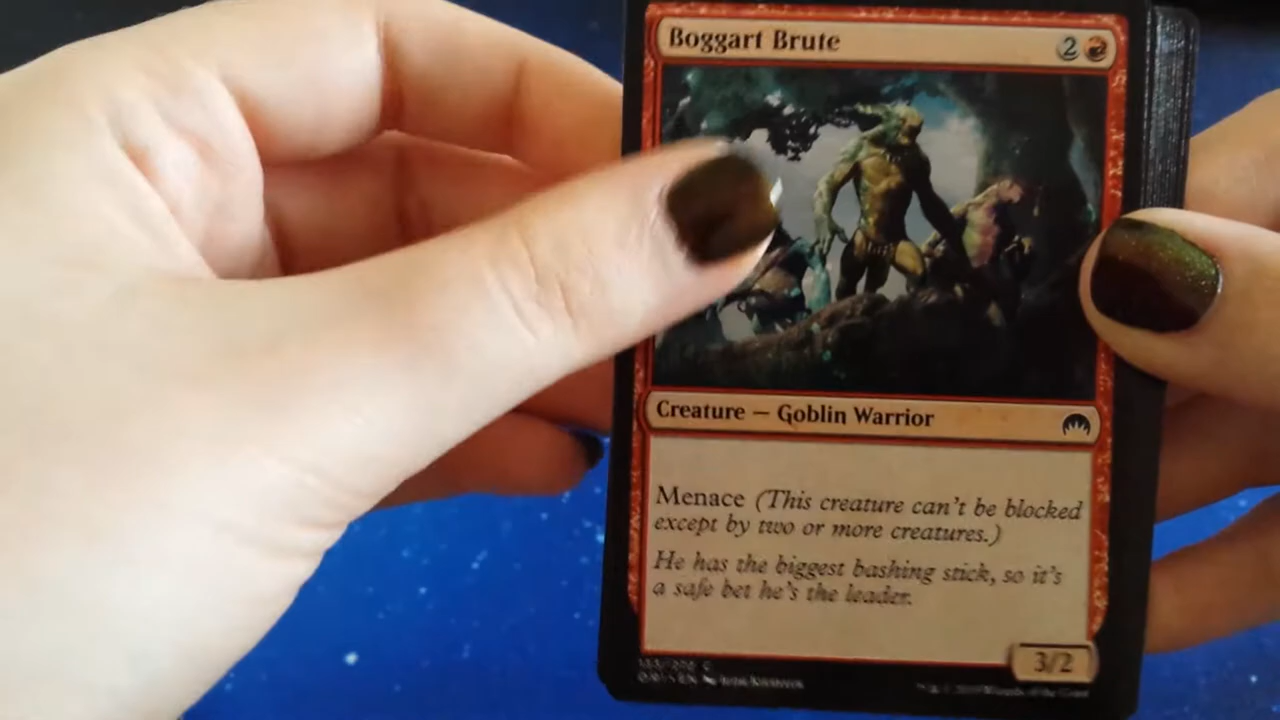 Boggart Brute 2
Creature — Goblin Warrior
Menace (This creature can't be blocked
except by two or more creatures.)
He has the biggest bashing stick, so it's
a safe bet he's the leader.
3/2